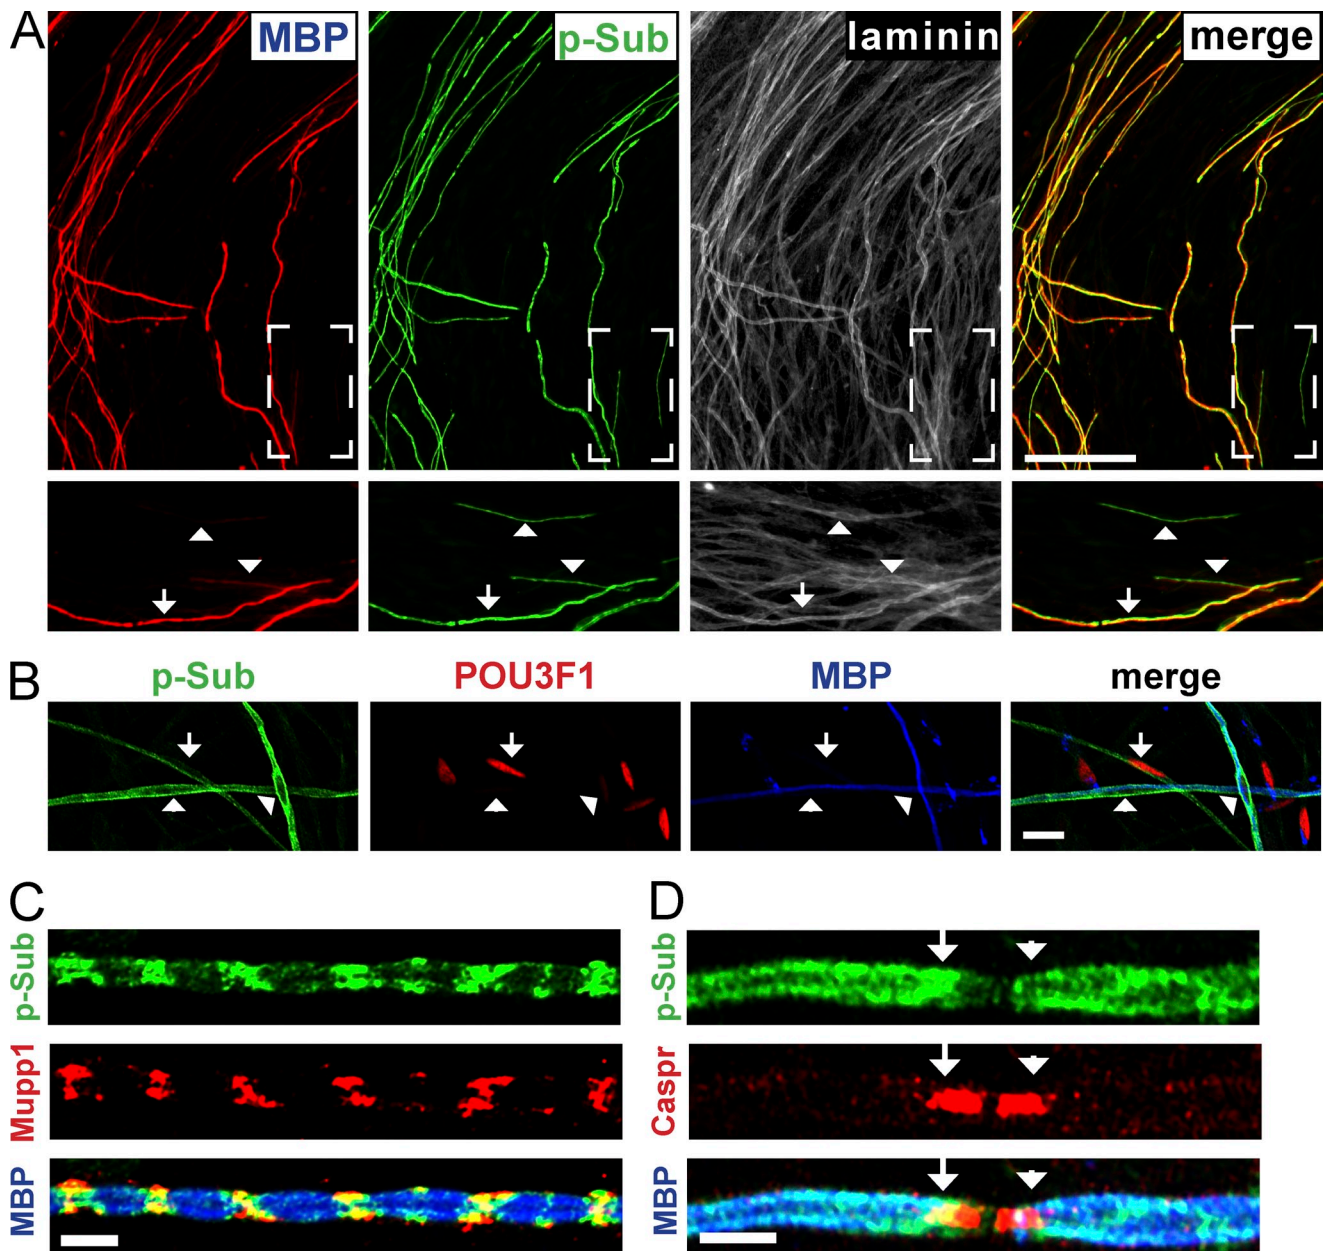 A
MBP
p-Sub
laminin
merge
B
p-Sub
POU3F1
MBP
merge
C
p-Sub
Mupp1
MBP
D
p-Sub
Caspr
MBP